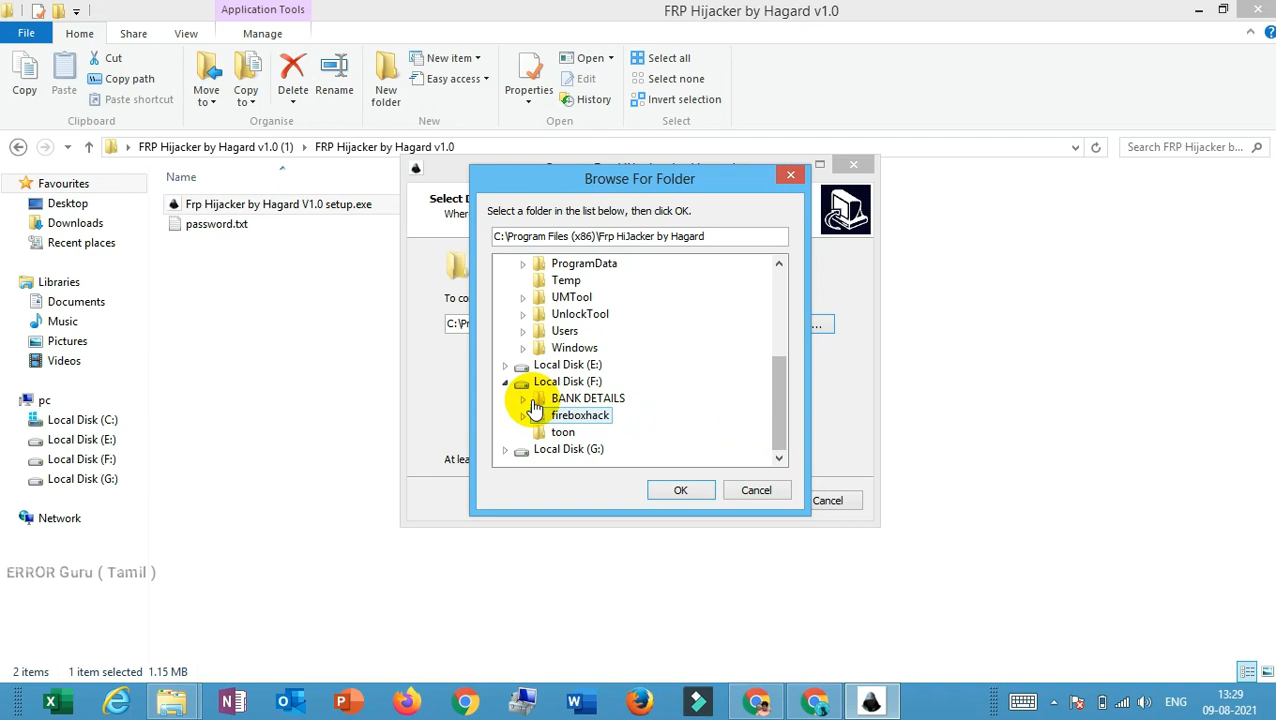 Application Tools
FRP Hijacker by Hagard v1.0
File
Home
Share
View
Manage
Copy
Paste
Cut
Copy path
Paste shortcut
Move to
Copy to
Delete
Rename
New folder
New item
Easy access
Properties
Open
Edit
History
Select all
Select none
Invert selection
Clipboard
Organise
New
Open
Select
FRP Hijacker by Hagard v1.0 (1)
FRP Hijacker by Hagard v1.0
Search FRP Hijacker b...
Favourites
Desktop
Downloads
Recent places
Libraries
Documents
Music
Pictures
Videos
pc
Local Disk (C:)
Local Disk (E:)
Local Disk (F:)
Local Disk (G:)
Network
Name
Frp Hijacker by Hagard V1.0 setup.exe
password.txt
Select D
Wher
To co
C:\Pr
...
At lea
Cancel
Browse For Folder
Select a folder in the list below, then click OK.
C:\Program Files (x86)\Frp HiJacker by Hagard
ProgramData
Temp
UMTool
UnlockTool
Users
Windows
Local Disk (E:)
Local Disk (F:)
BANK DETAILS
fireboxhack
toon
Local Disk (G:)
OK
Cancel
ERROR Guru ( Tamil )
2 items
1 item selected 1.15 MB
ENG
13:29
09-08-2021